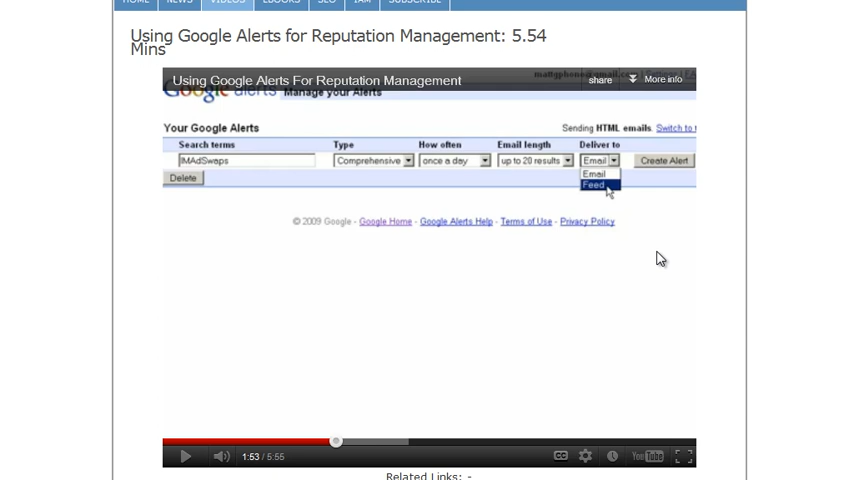 HOME NEWS VIDEOS EBOOKS SEO IAM SUBSCRIBE
Using Google Alerts for Reputation Management: 5.54
Mins
Using Google Alerts For Reputation Management share More info
Google alerts Manage your Alerts
Your Google Alerts Sending HTML emails. Switch to
Search terms Type How often Email length Deliver to
IMAdSwaps Comprehensive once a day up to 20 results Email Create Alert
Email
Delete Feed
© 2009 Google - Google Home - Google Alerts Help - Terms of Use - Privacy Policy
1:53 / 5:55 CC YouTube
Related Links: -